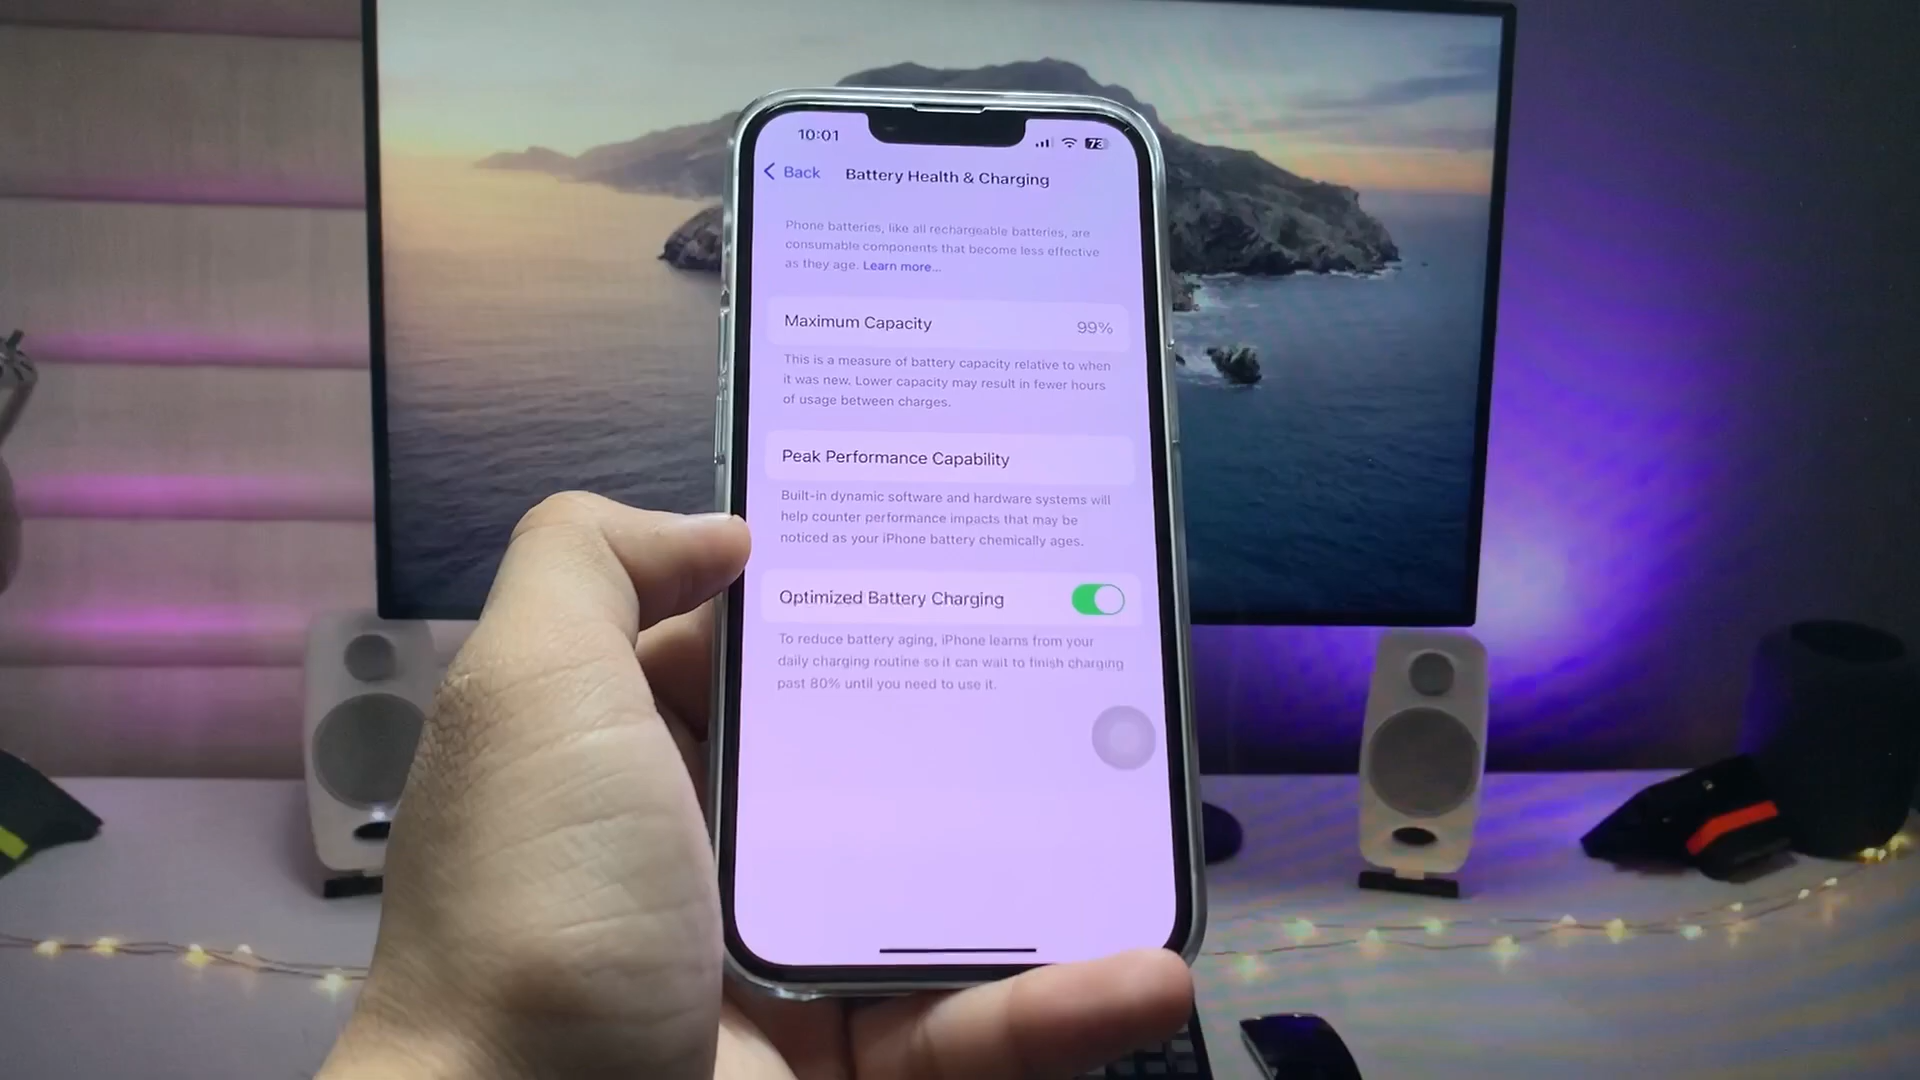 10:01
73
Back
Battery Health & Charging
Phone batteries, like all rechargeable batteries, are
consumable components that become less effective
as they age. Learn more...
Maximum Capacity 99%
This is a measure of battery capacity relative to when
it was new. Lower capacity may result in fewer hours
of usage between charges.
Peak Performance Capability
Built-in dynamic software and hardware systems will
help counter performance impacts that may be
noticed as your iPhone battery chemically ages.
Optimized Battery Charging
To reduce battery aging, iPhone learns from your
daily charging routine so it can wait to finish charging
past 80% until you need to use it.